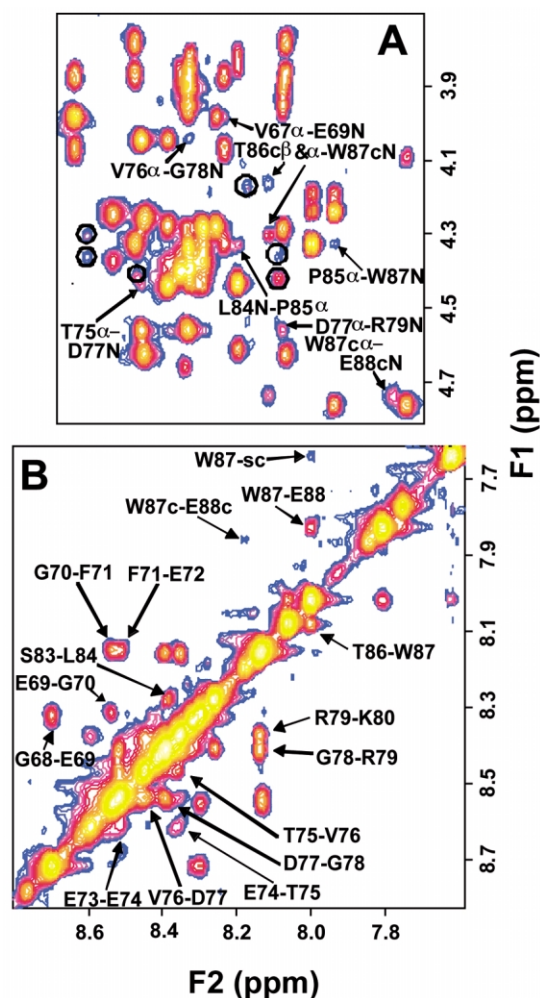 A
3.9
V67α-E69N
T86cβ&α-W87cN
4.1
V76α-G78N
4.3
P85α-W87N
L84N-P85α
4.5
T75α–
D77N
D77α-R79N
W87cα–
E88cN
4.7
F1 (ppm)
B
W87-sc
7.7
W87-E88
W87c-E88c
7.9
G70-F71
F71-E72
8.1
T86-W87
S83-L84
E69-G70
8.3
R79-K80
G68-E69
G78-R79
8.5
T75-V76
D77-G78
8.7
E73-E74
V76-D77
E74-T75
8.6
8.4
8.2
8.0
7.8
F2 (ppm)